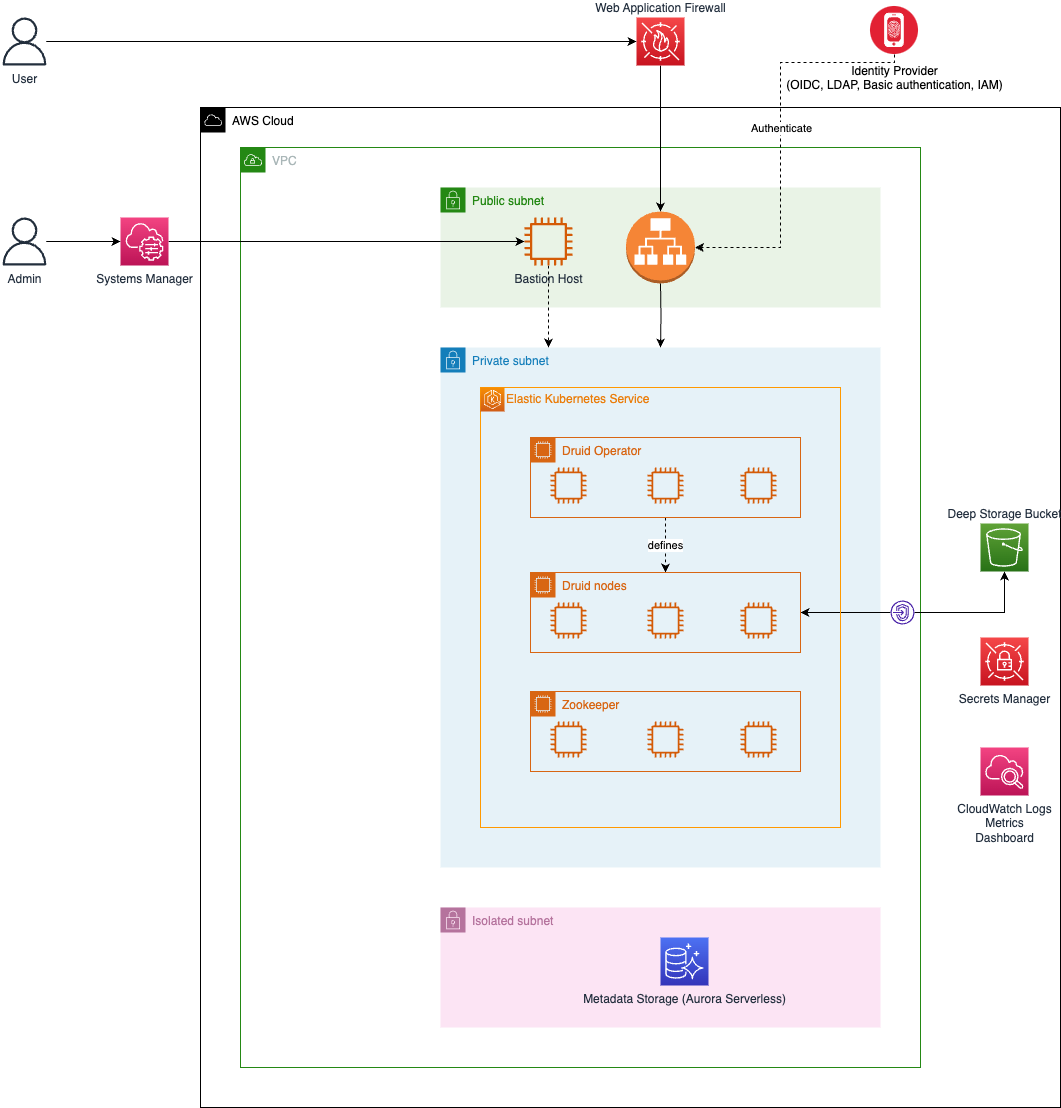 Web Application Firewall
User
Identity Provider
(OIDC, LDAP, Basic authentication, IAM)
AWS Cloud
Authenticate
VPC
Public subnet
Admin
Systems Manager
Bastion Host
Private subnet
Elastic Kubernetes Service
Druid Operator
defines
Deep Storage Bucket
Druid nodes
Secrets Manager
Zookeeper
CloudWatch Logs
Metrics
Dashboard
Isolated subnet
Metadata Storage (Aurora Serverless)